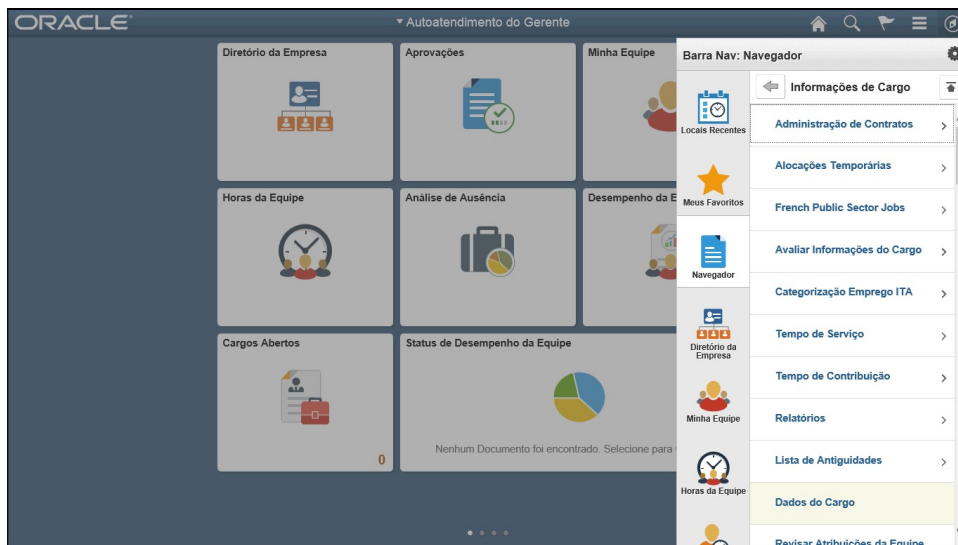 ORACLE
Autoatendimento do Gerente
Diretório da Empresa
Aprovações
Minha Equipe
Horas da Equipe
Análise de Ausência
Desempenho da E
Cargos Abertos
0
Status de Desempenho da Equipe
Nenhum Documento foi encontrado. Selecione para
Barra Nav: Navegador
Locais Recentes
Meus Favoritos
Navegador
Diretório da
Empresa
Minha Equipe
Horas da Equipe
Informações de Cargo
Administração de Contratos
Alocações Temporárias
French Public Sector Jobs
Avaliar Informações do Cargo
Categorização Emprego ITA
Tempo de Serviço
Tempo de Contribuição
Relatórios
Lista de Antiguidades
Dados do Cargo
Revisar Atribuições da Equipe